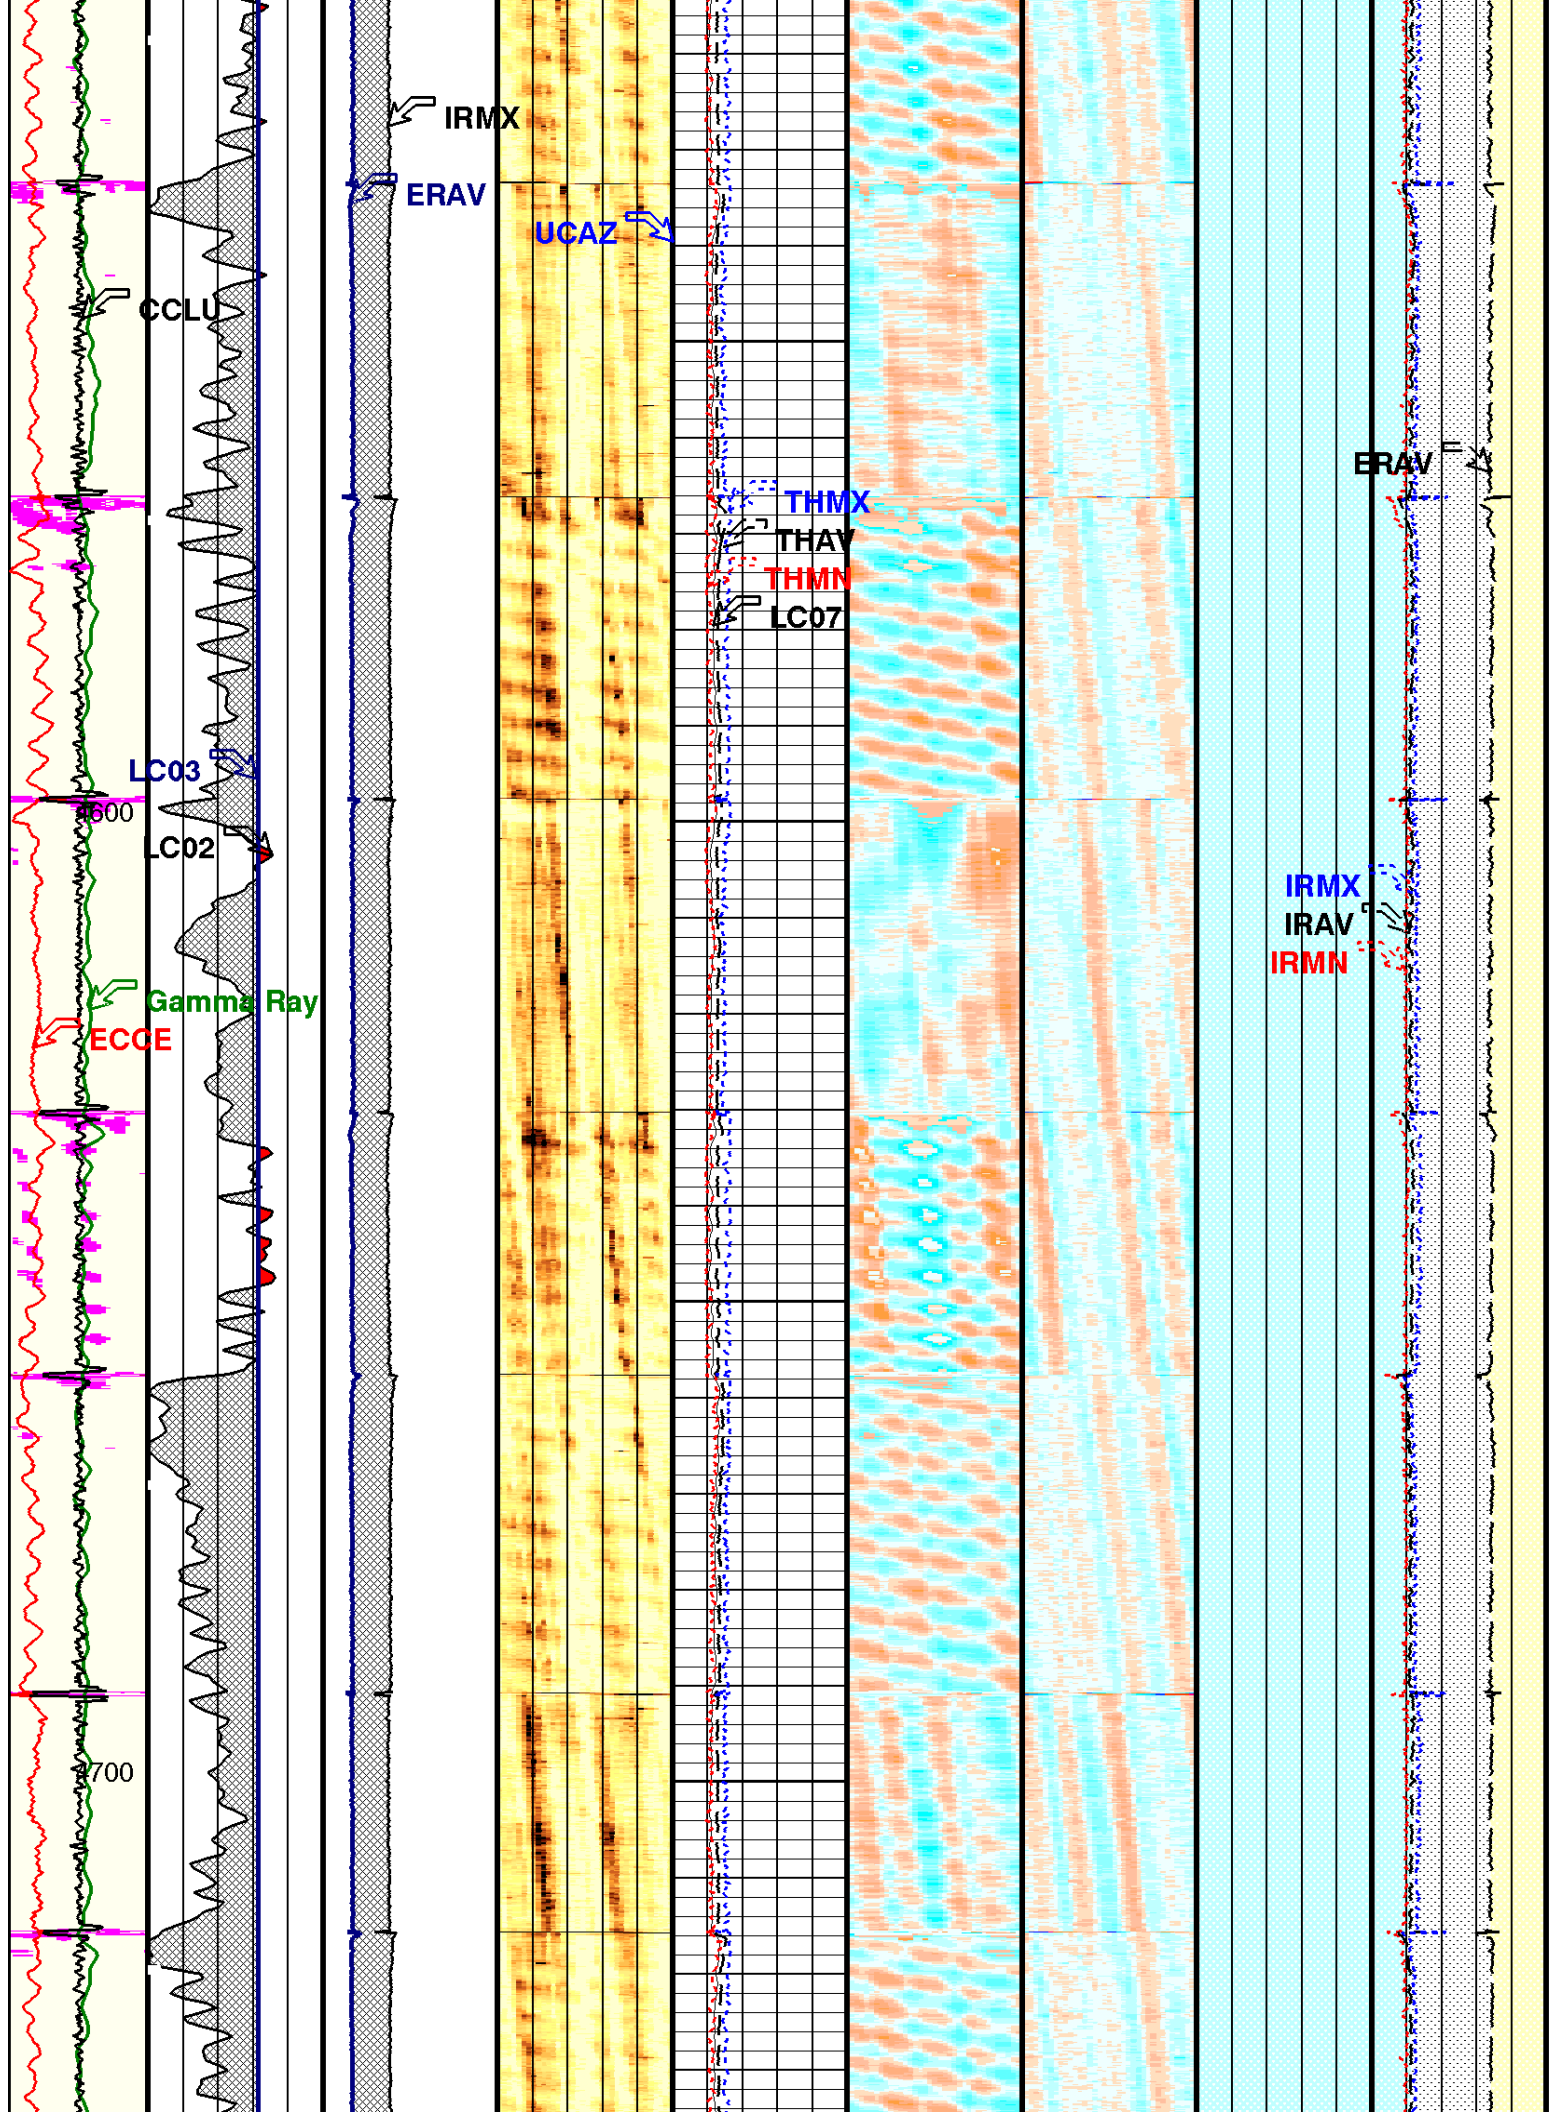 IRMX
ERAV
UCAZ
CCLU
ERAV
THMX
THAV
THMN
LC07
LC03
4600
LC02
IRMX
IRAV
IRMN
Gamma Ray
ECCE
4700